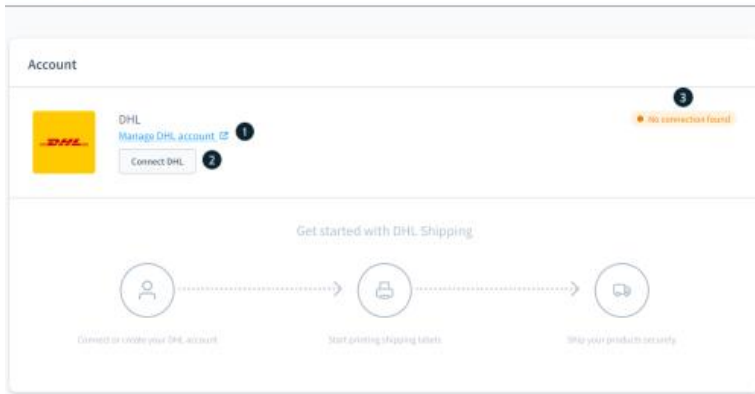 Account
3
DHL
No connection found
DHL
Manage DHL account
1
Connect DHL
2
Get started with DHL Shipping
Connect or create your DHL account
Start printing shipping labels
Ship your products securely